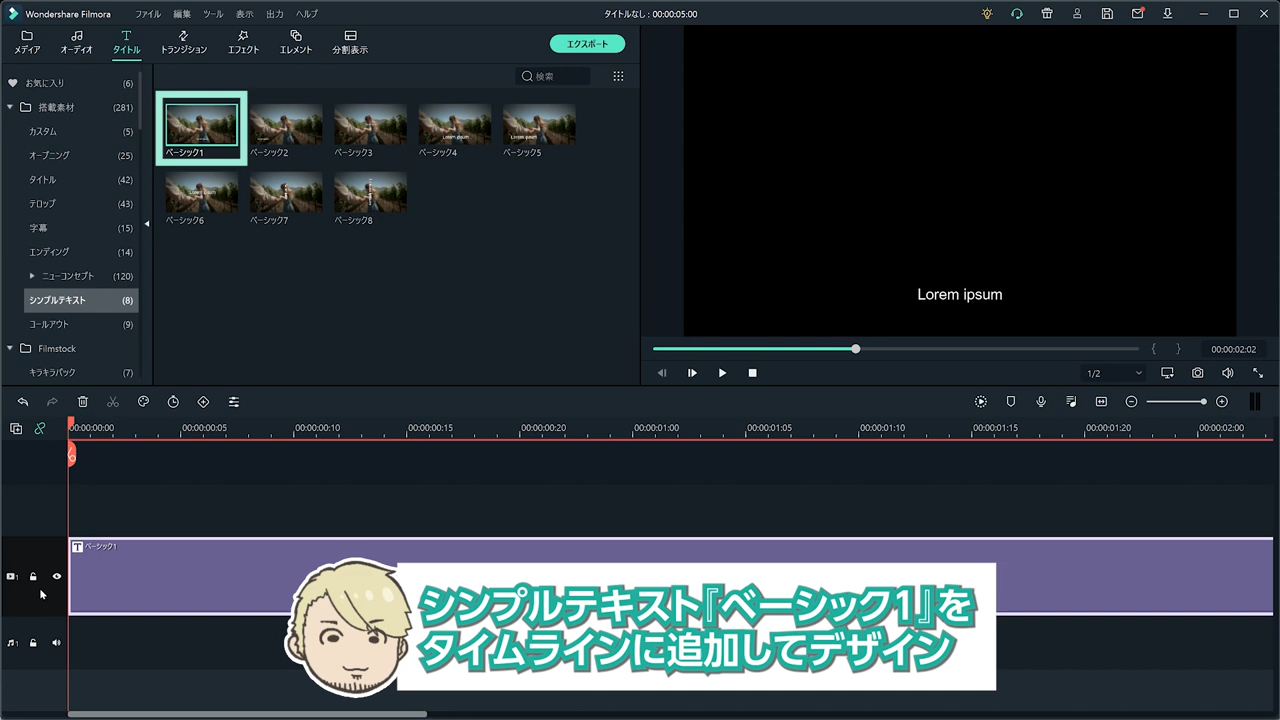 Wondershare Filmora ファイル 編集 ツール 表示 出力 ヘルプ タイトルなし : 00:00:05:00
メディア オーディオ タイトル トランジション エフェクト エレメント 分割表示 エクスポート
お気に入り (6)
検索
搭載素材 (281)
カスタム (5)
オープニング (25)
タイトル (42)
テロップ (43)
字幕 (15)
エンディング (14)
ニューコンセプト (120)
シンプルテキスト (8)
コールアウト (9)
Filmstock
キラキラパック (7)
ベーシック1 ベーシック2 ベーシック3 ベーシック4 ベーシック5
ベーシック6 ベーシック7 ベーシック8
Lorem ipsum
{ } 00:00:02:02
1/2
00:00:00:00 00:00:00:05 00:00:00:10 00:00:00:15 00:00:00:20 00:00:01:00 00:00:01:05 00:00:01:10 00:00:01:15 00:00:01:20 00:00:02:00
T ベーシック1
1
1
シンプルテキスト『ベーシック1』を
タイムラインに追加してデザイン